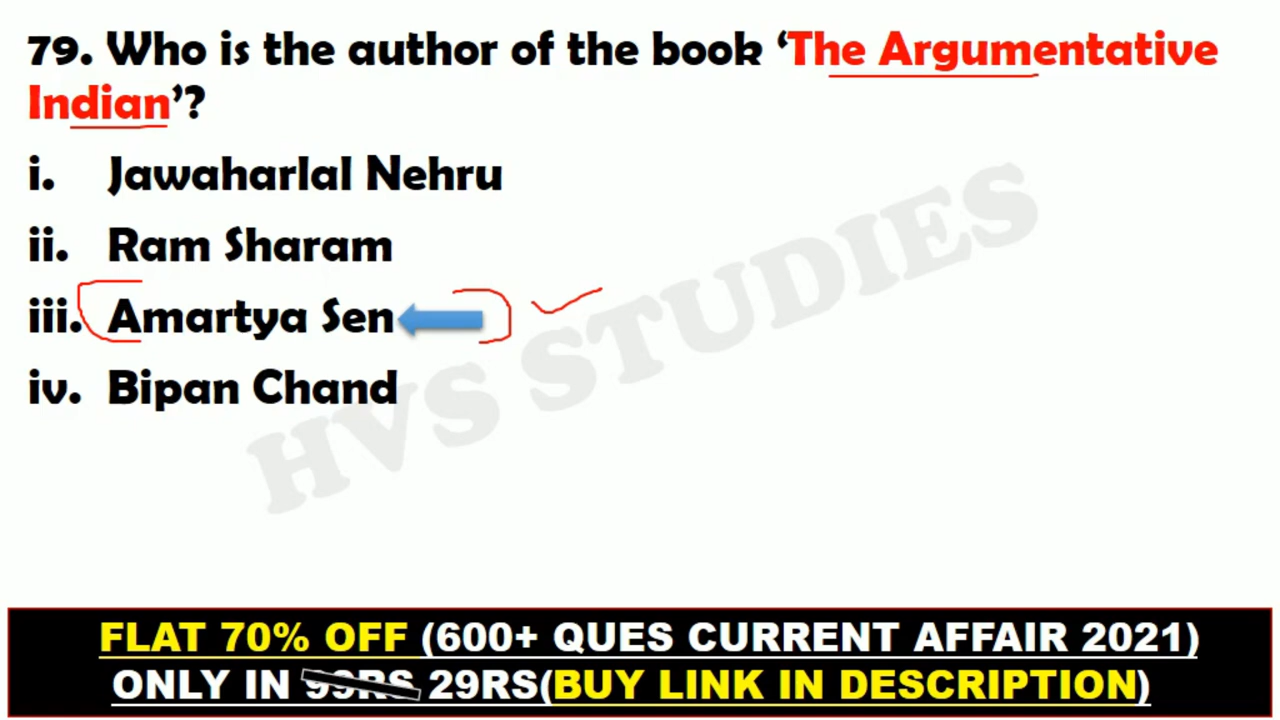 79. Who is the author of the book ‘The Argumentative
Indian’?
i. Jawaharlal Nehru
ii. Ram Sharam
iii. Amartya Sen
iv. Bipan Chand
HVS STUDIES
FLAT 70% OFF (600+ QUES CURRENT AFFAIR 2021)
ONLY IN 99RS 29RS(BUY LINK IN DESCRIPTION)